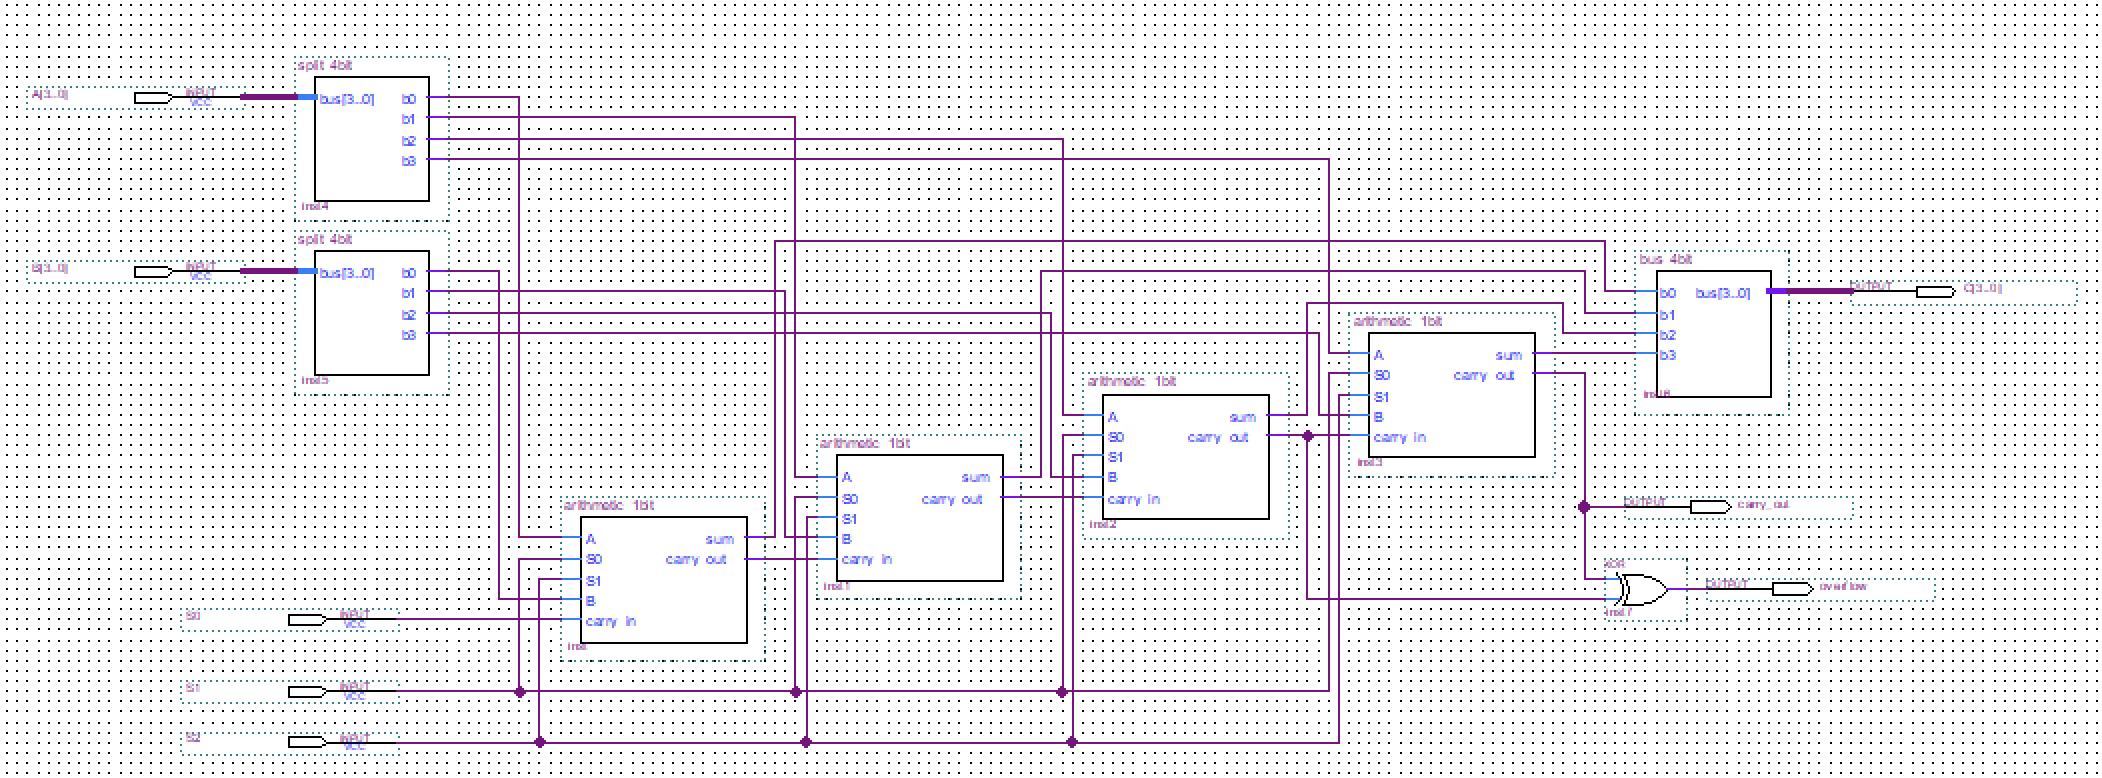 split 4bit
A[3..0]
INPUT
VCC
bus[3..0]
b0
b1
b2
b3
inst4
split 4bit
B[3..0]
INPUT
VCC
bus[3..0]
b0
b1
b2
b3
inst5
bus 4bit
b0
bus[3..0]
b1
b2
b3
inst6
OUTPUT
C[3..0]
arithmetic 1bit
A
sum
S0
carry out
S1
B
carry in
inst3
arithmetic 1bit
A
sum
S0
carry out
S1
B
carry in
inst2
arithmetic 1bit
A
sum
S0
carry out
S1
B
carry in
inst1
arithmetic 1bit
A
sum
S0
carry out
S1
B
carry in
inst
OUTPUT
carry_out
XOR
OUTPUT
overflow
inst7
S0
INPUT
VCC
S1
INPUT
VCC
S2
INPUT
VCC